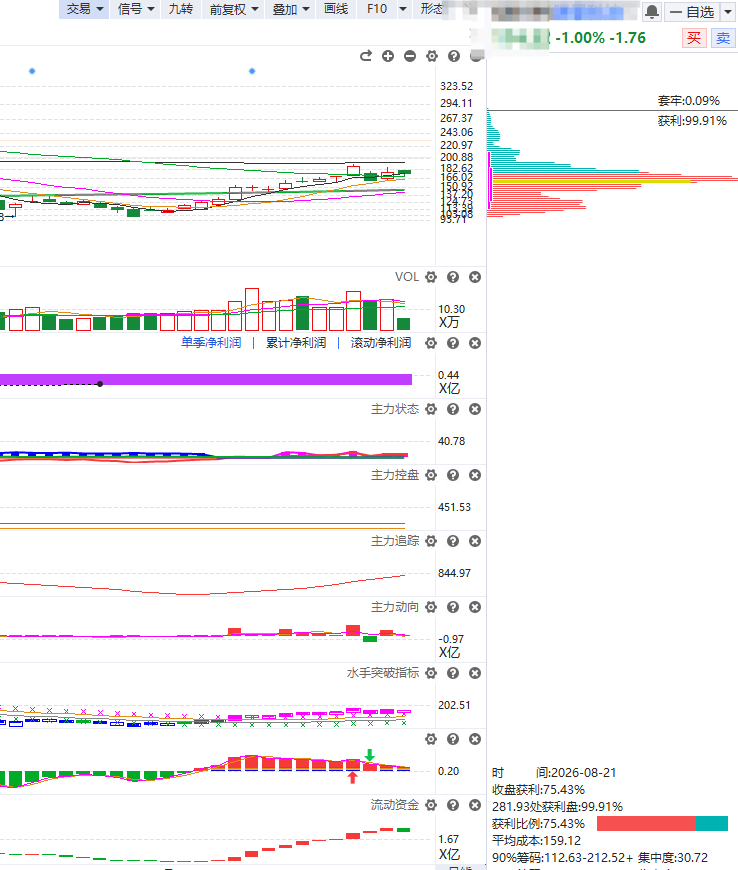 交易 信号 九转 前复权 叠加 画线 F10 形态
自选
-1.00% -1.76 买 卖
套牢:0.09%
获利:99.91%
323.52
294.11
267.37
243.06
220.97
200.88
182.62
166.02
150.92
137.20
124.73
113.39
103.08
93.71
VOL
10.30
X万
单季净利润 | 累计净利润 | 滚动净利润
0.44
X亿
主力状态
40.78
主力控盘
451.53
主力追踪
844.97
主力动向
-0.97
X亿
水手突破指标
202.51
0.20
流动资金
1.67
X亿
时 间:2026-08-21
收盘获利:75.43%
281.93处获利盘:99.91%
获利比例:75.43%
平均成本:159.12
90%筹码:112.63-212.52+ 集中度:30.72